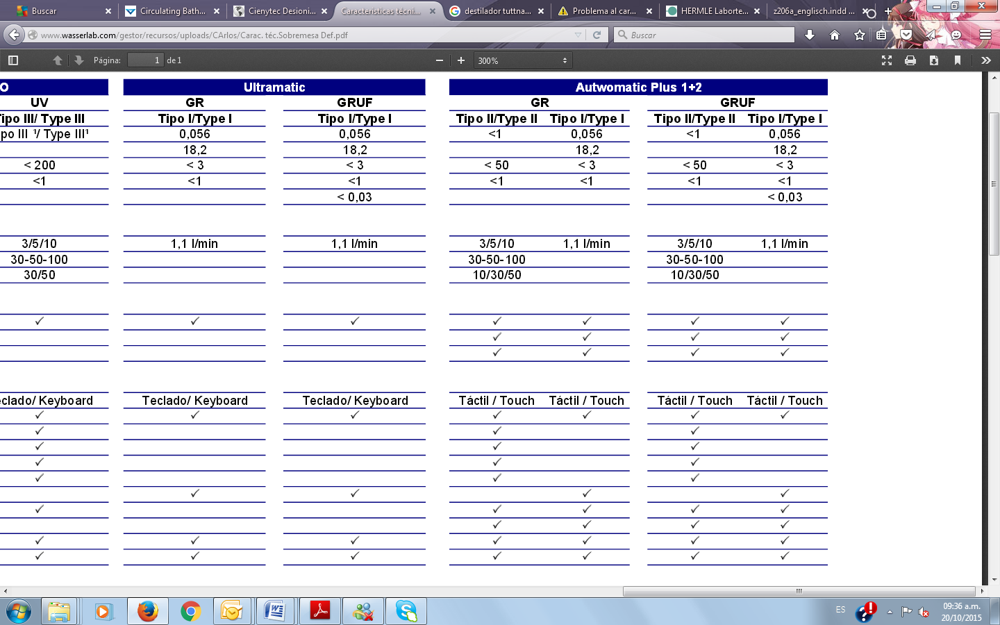 Buscar Circulating Bath... Cienytec Desioni... Características técni... destilador tuttna... Problema al car... HERMLE Laborte... z206a_englisch.indd
www.wasserlab.com/gestor/recursos/uploads/CArlos/Carac. téc.Sobremesa Def.pdf Buscar
Página: 1 de 1 300%
O Ultramatic Autwomatic Plus 1+2
UV GR GRUF GR GRUF
ipo III/ Type III Tipo I/Type I Tipo I/Type I Tipo II/Type II Tipo I/Type I Tipo II/Type II Tipo I/Type I
po III ¹/ Type III¹ 0,056 0,056 <1 0,056 <1 0,056
18,2 18,2 18,2 18,2
< 200 < 3 < 3 < 50 < 3 < 50 < 3
<1 <1 <1 <1 <1 <1 <1
< 0,03 < 0,03
3/5/10 1,1 l/min 1,1 l/min 3/5/10 1,1 l/min 3/5/10 1,1 l/min
30-50-100 30-50-100 30-50-100
30/50 10/30/50 10/30/50
✓ ✓ ✓ ✓ ✓ ✓ ✓
✓ ✓ ✓ ✓
✓ ✓ ✓ ✓
eclado/ Keyboard Teclado/ Keyboard Teclado/ Keyboard Táctil / Touch Táctil / Touch Táctil / Touch Táctil / Touch
✓ ✓ ✓ ✓ ✓ ✓ ✓
✓ ✓ ✓
✓ ✓ ✓
✓ ✓ ✓
✓ ✓ ✓
✓ ✓ ✓ ✓
✓ ✓ ✓ ✓ ✓
✓ ✓ ✓ ✓
✓ ✓ ✓ ✓ ✓ ✓ ✓
✓ ✓ ✓ ✓ ✓ ✓ ✓
ES 09:36 a.m.
20/10/2015